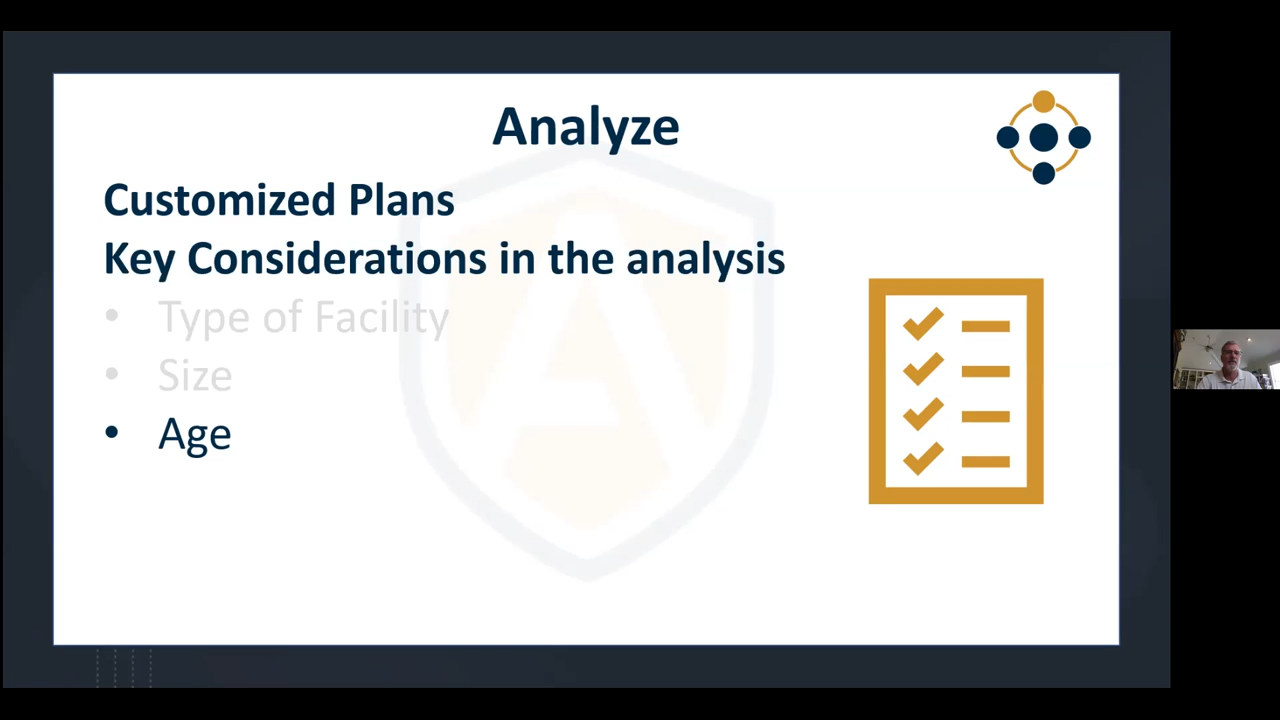 Analyze
Customized Plans
Key Considerations in the analysis
• Type of Facility
• Size
• Age